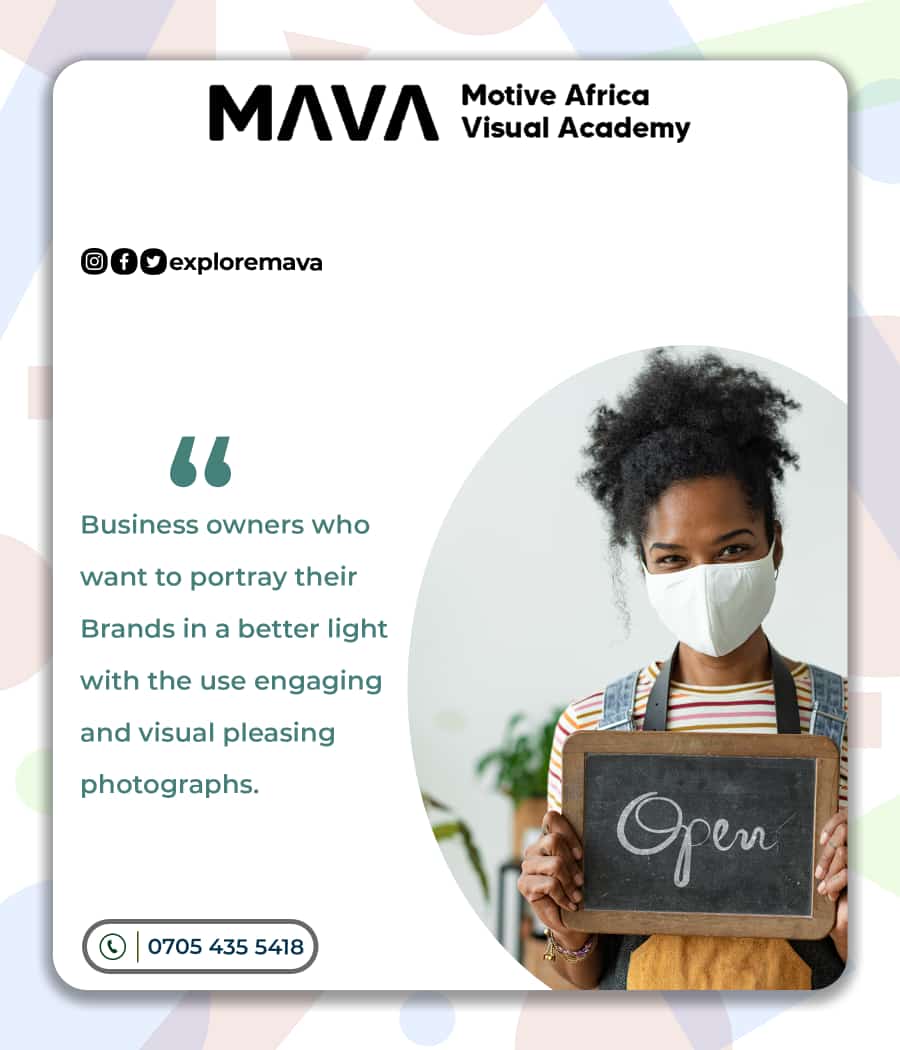 MAVA
Motive Africa
Visual Academy
exploremava
“
Business owners who
want to portray their
Brands in a better light
with the use engaging
and visual pleasing
photographs.
Open
0705 435 5418